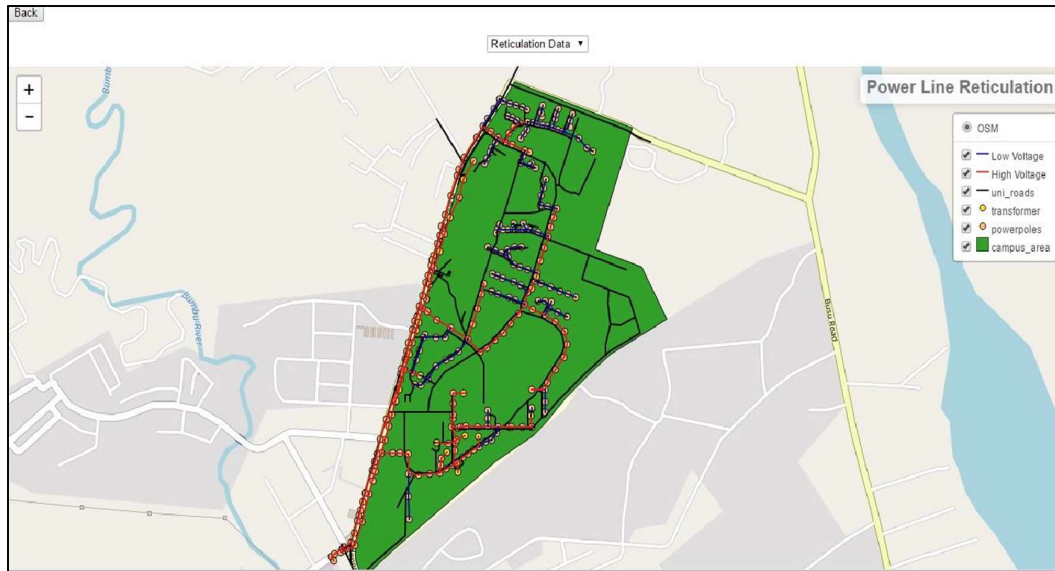 Back
Reticulation Data
+
−
Power Line Reticulation
OSM
Low Voltage
High Voltage
uni_roads
transformer
powerpoles
campus_area
Bumb
Bumbu River
Busu Road